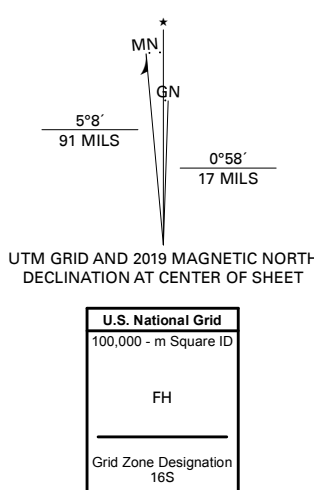 ★
MN
GN
5°8´
91 MILS
0°58´
17 MILS
UTM GRID AND 2019 MAGNETIC NORTH
DECLINATION AT CENTER OF SHEET
U.S. National Grid
100,000 - m Square ID
FH
Grid Zone Designation
16S